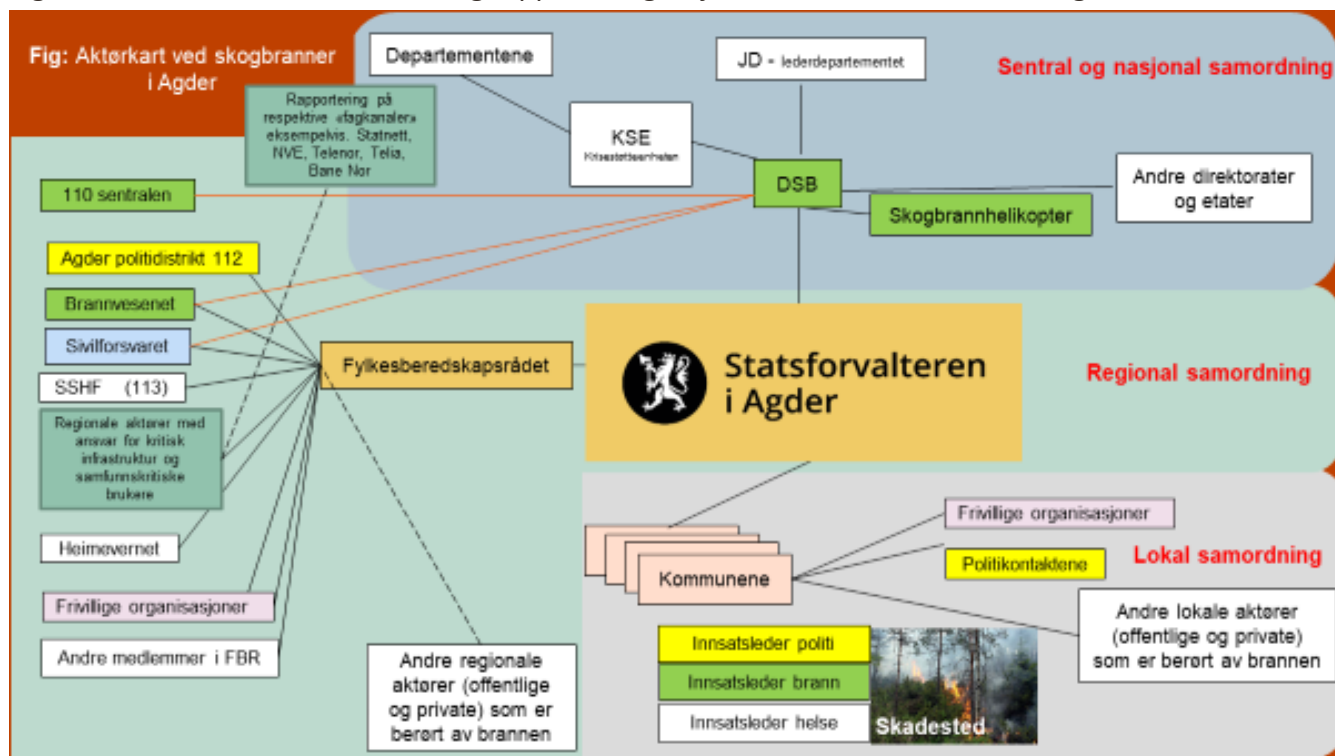 Fig: Aktørkart ved skogbranner
i Agder
Departementene
JD - lederdepartementet
Sentral og nasjonal samordning
Rapportering på
respektive «fagkanaler»
eksempelvis. Statnett,
NVE, Telenor, Telia,
Bane Nor
KSE
Krisestøtteenheten
DSB
Andre direktorater
og etater
Skogbrannhelikopter
110 sentralen
Agder politidistrikt 112
Brannvesenet
Sivilforsvaret
SSHF (113)
Regionale aktører med
ansvar for kritisk
infrastruktur og
samfunnskritiske
brukere
Heimevernet
Frivillige organisasjoner
Andre medlemmer i FBR
Fylkesberedskapsrådet
Statsforvalteren
i Agder
Regional samordning
Andre regionale
aktører (offentlige
og private) som er
berørt av brannen
Kommunene
Frivillige organisasjoner
Politikontaktene
Lokal samordning
Andre lokale aktører
(offentlige og private)
som er berørt av brannen
Innsatsleder politi
Innsatsleder brann
Innsatsleder helse
Skadested